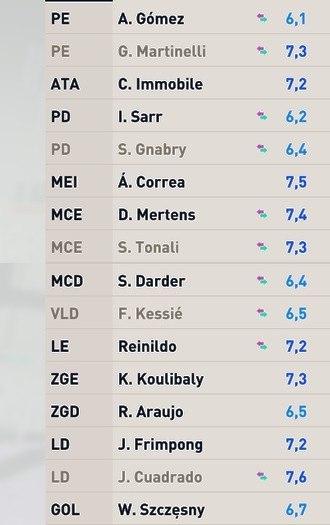 PE A. Gómez 6,1
PE G. Martinelli 7,3
ATA C. Immobile 7,2
PD I. Sarr 6,2
PD S. Gnabry 6,4
MEI Á. Correa 7,5
MCE D. Mertens 7,4
MCE S. Tonali 7,3
MCD S. Darder 6,4
VLD F. Kessié 6,5
LE Reinildo 7,2
ZGE K. Koulibaly 7,3
ZGD R. Araujo 6,5
LD J. Frimpong 7,2
LD J. Cuadrado 7,6
GOL W. Szczęsny 6,7